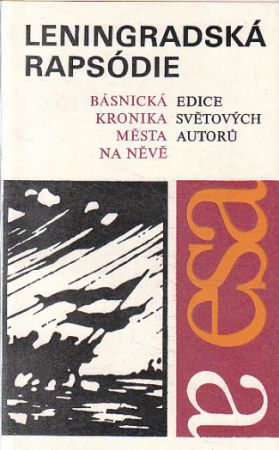 LENINGRADSKÁ
RAPSÓDIE
BÁSNICKÁ
KRONIKA
MĚSTA
NA NĚVĚ
EDICE
SVĚTOVÝCH
AUTORŮ
esa
a